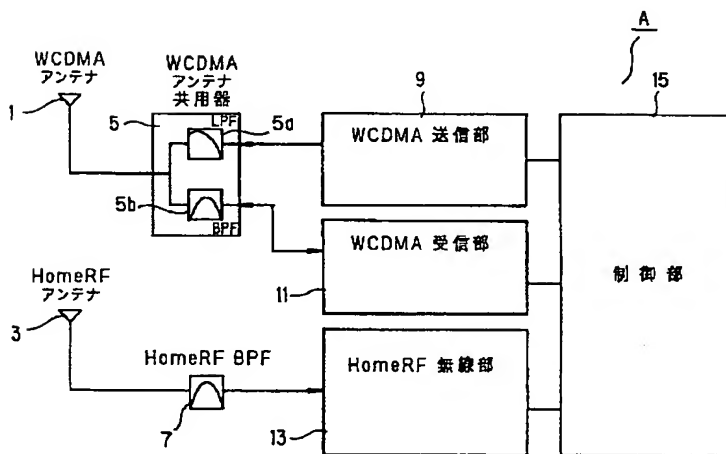 A
WCDMA
アンテナ
1
WCDMA
アンテナ
共用器
5
LPF
5a
5b
BPF
9
WCDMA 送信部
15
制御部
WCDMA 受信部
11
HomeRF
アンテナ
3
HomeRF BPF
7
HomeRF 無線部
13